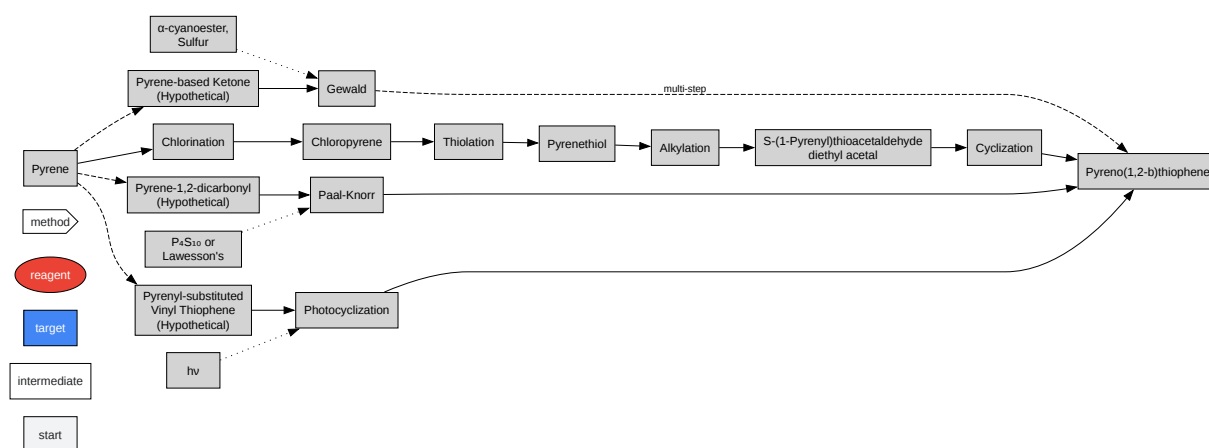 α-cyanoester,
Sulfur
Pyrene-based Ketone
(Hypothetical)
Gewald
multi-step
Chlorination
Chloropyrene
Thiolation
Pyrenethiol
Alkylation
S-(1-Pyrenyl)thioacetaldehyde
diethyl acetal
Cyclization
Pyrene
Pyreno(1,2-b)thiophene
Pyrene-1,2-dicarbonyl
(Hypothetical)
Paal-Knorr
method
P₄S₁₀ or
Lawesson's
reagent
Pyrenyl-substituted
Vinyl Thiophene
(Hypothetical)
Photocyclization
target
hν
intermediate
start